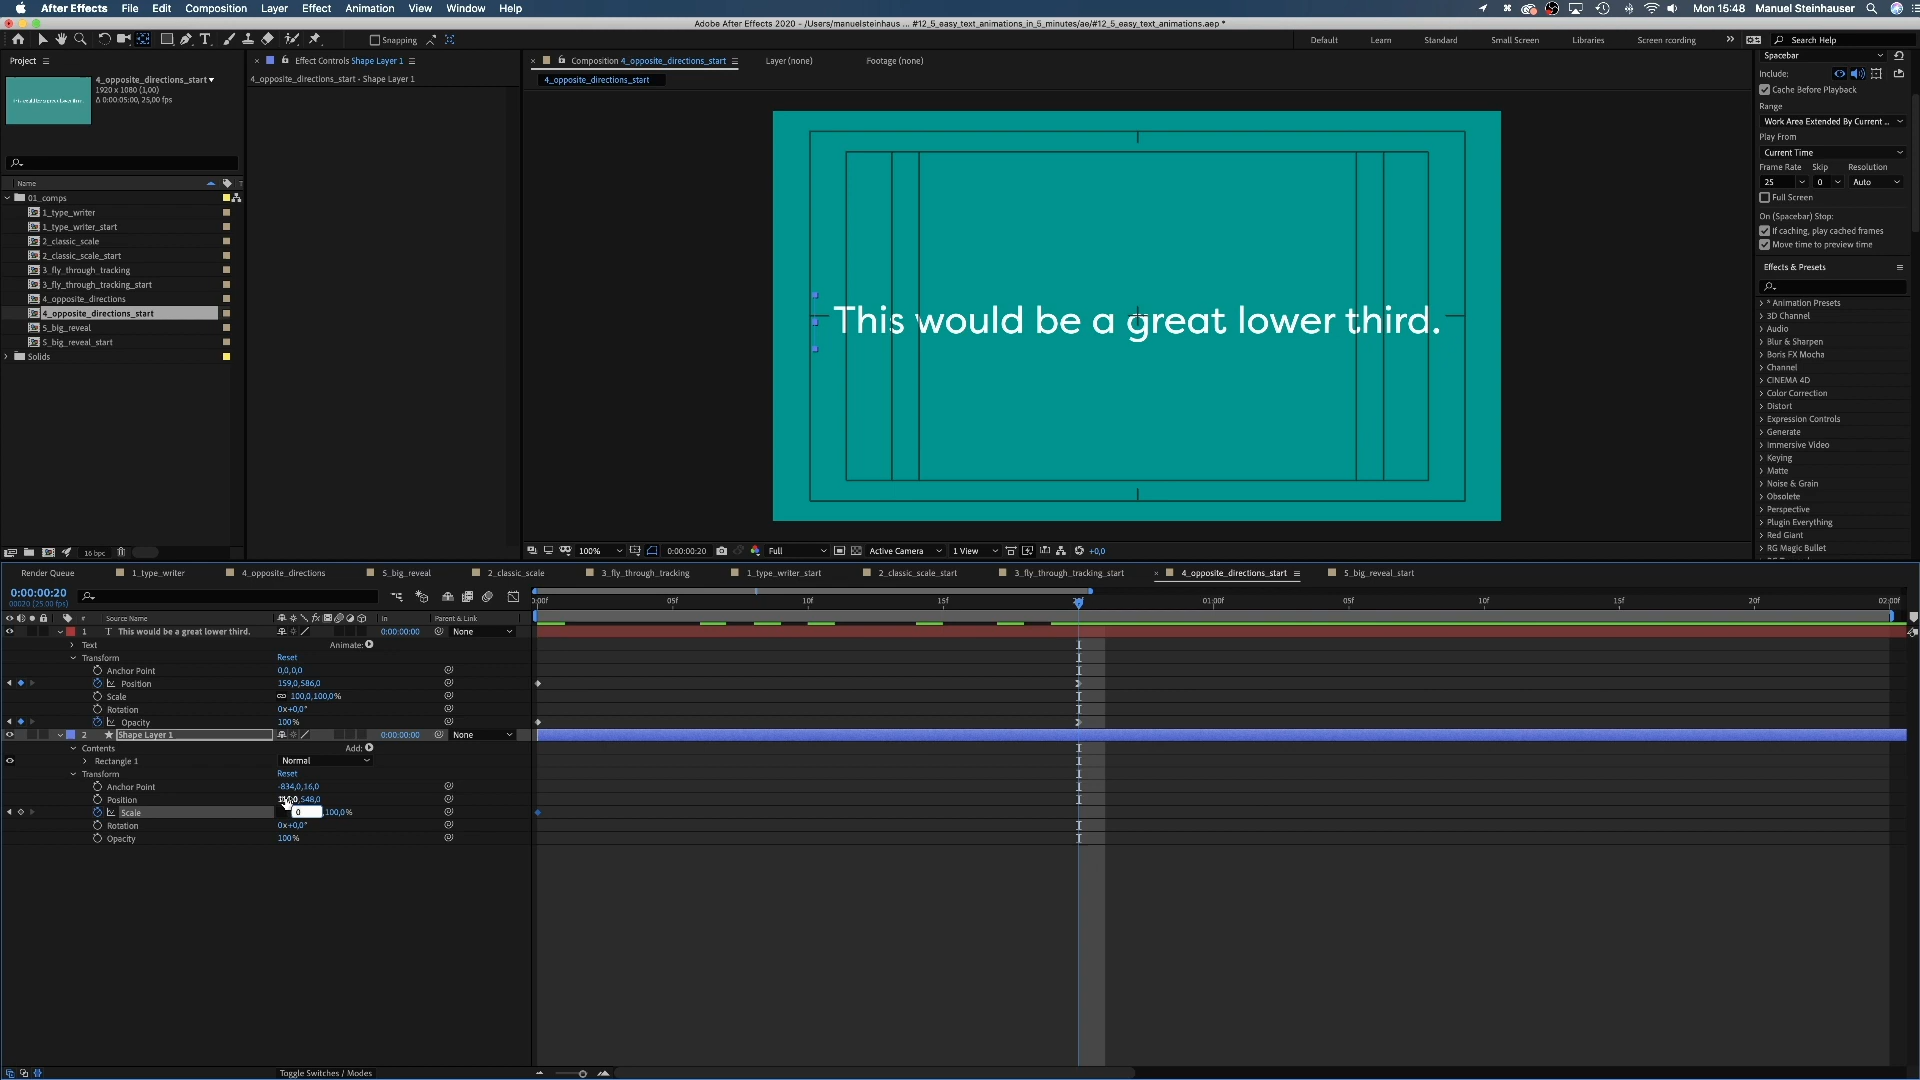 After Effects File Edit Composition Layer Effect Animation View Window Help
Mon 15:48 Manuel Steinhauser
Adobe After Effects 2020 - /Users/manuelsteinhaus ... #12_5_easy_text_animations_in_5_minutes/ae/#12_5_easy_text_animations.aep *
Snapping
Default Learn Standard Small Screen Libraries Screen rcording
Search Help
Project
4_opposite_directions_start
1920 x 1080 (1,00)
Δ 0:00:05:00, 25,00 fps
Name
01_comps
1_type_writer
1_type_writer_start
2_classic_scale
2_classic_scale_start
3_fly_through_tracking
3_fly_through_tracking_start
4_opposite_directions
4_opposite_directions_start
5_big_reveal
5_big_reveal_start
Solids
16 bpc
Effect Controls Shape Layer 1
4_opposite_directions_start - Shape Layer 1
Composition 4_opposite_directions_start
Layer (none)
Footage (none)
4_opposite_directions_start
This would be a great lower third.
100% 0:00:00:20 Full Active Camera 1 View +0,0
Spacebar
Include:
Cache Before Playback
Range
Work Area Extended By Current ...
Play From
Current Time
Frame Rate Skip Resolution
25 0 Auto
Full Screen
On (Spacebar) Stop:
If caching, play cached frames
Move time to preview time
Effects & Presets
* Animation Presets
3D Channel
Audio
Blur & Sharpen
Boris FX Mocha
Channel
CINEMA 4D
Color Correction
Distort
Expression Controls
Generate
Immersive Video
Keying
Matte
Noise & Grain
Obsolete
Perspective
Plugin Everything
Red Giant
RG Magic Bullet
Render Queue 1_type_writer 4_opposite_directions 5_big_reveal 2_classic_scale 3_fly_through_tracking 1_type_writer_start 2_classic_scale_start 3_fly_through_tracking_start 4_opposite_directions_start 5_big_reveal_start
0:00:00:20
00020 (25.00 fps)
05f 10f 15f 01:00f 05f 10f 15f 20f 02:00f
# Source Name In Parent & Link
1 T This would be a great lower third. 0:00:00:00 None
Text Animate:
Transform Reset
Anchor Point 0,0,0,0
Position 159,0,586,0
Scale 100,0,100,0%
Rotation 0x+0,0°
Opacity 100%
2 Shape Layer 1 0:00:00:00 None
Contents Add:
Rectangle 1 Normal
Transform Reset
Anchor Point -834,0,16,0
Position ,548,0
Scale 0 ,100,0%
Rotation 0x+0,0°
Opacity 100%
Toggle Switches / Modes